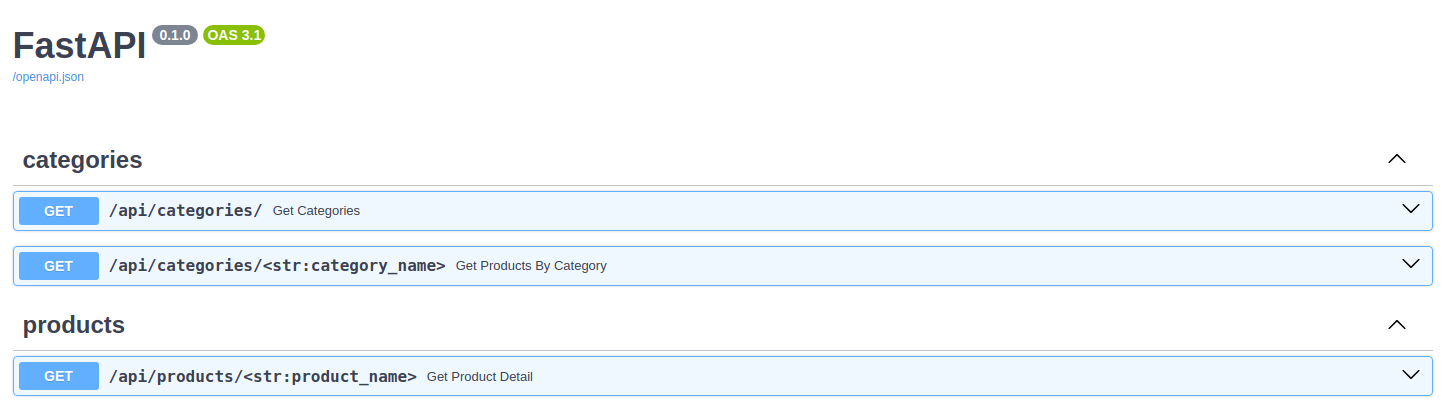 FastAPI 0.1.0 OAS 3.1
/openapi.json
categories
GET /api/categories/ Get Categories
GET /api/categories/<str:category_name> Get Products By Category
products
GET /api/products/<str:product_name> Get Product Detail